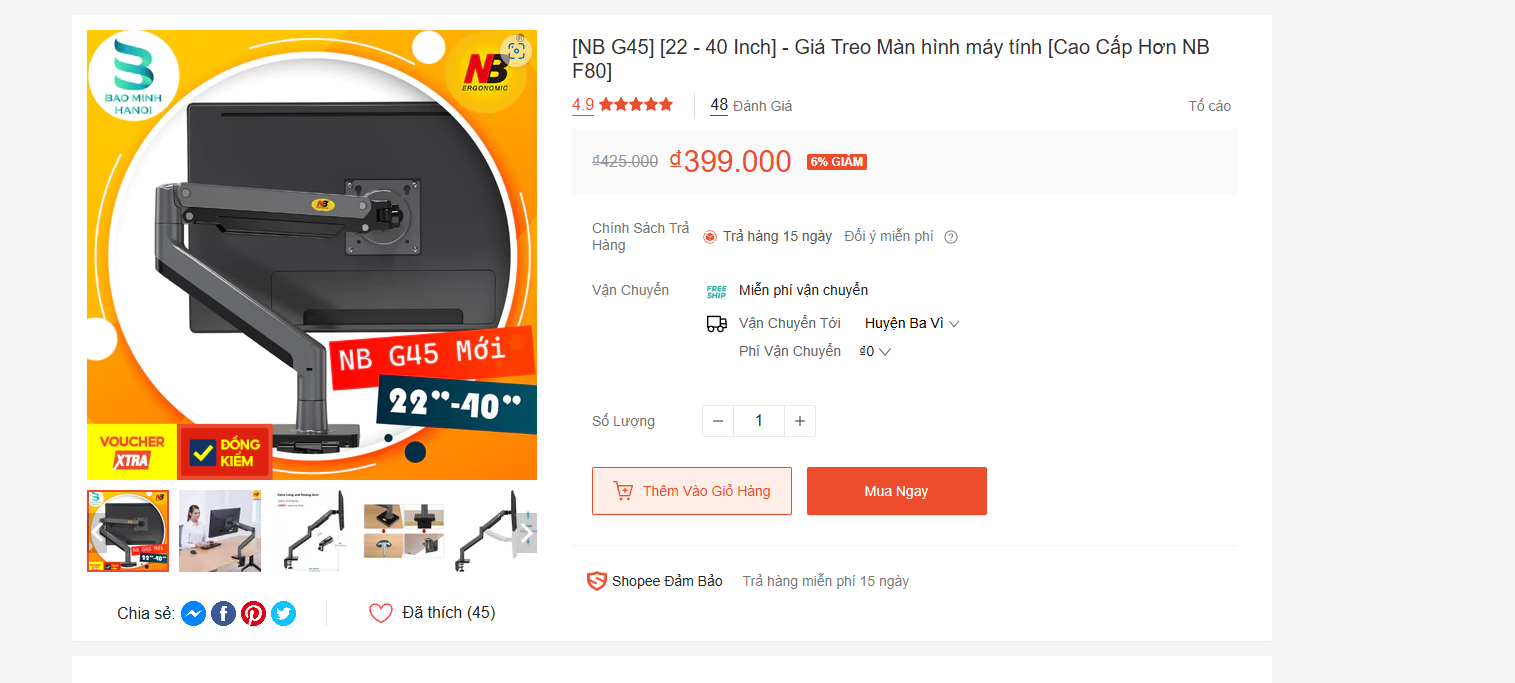 BAO MINH
HANOI
NB
ERGONOMIC
NB
NB G45 Mới
22”-40”
VOUCHER
XTRA
ĐỒNG
KIỂM
[NB G45] [22 - 40 Inch] - Giá Treo Màn hình máy tính [Cao Cấp Hơn NB
F80]
4.9
48 Đánh Giá
Tố cáo
₫425.000 ₫399.000 6% GIẢM
Chính Sách Trả
Hàng
Trả hàng 15 ngày Đổi ý miễn phí ?
Vận Chuyển
FREE
SHIP
Miễn phí vận chuyển
Vận Chuyển Tới Huyện Ba Vì
Phí Vận Chuyển ₫0
Số Lượng 1
Thêm Vào Giỏ Hàng
Mua Ngay
Shopee Đảm Bảo Trả hàng miễn phí 15 ngày
Chia sẻ:
Đã thích (45)